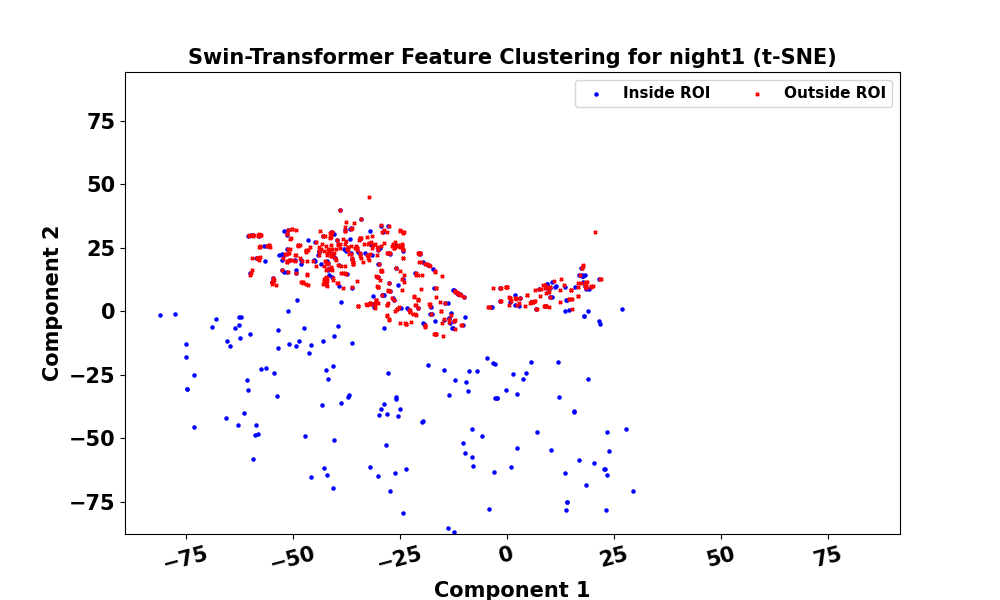 Swin-Transformer Feature Clustering for night1 (t-SNE)
Inside ROI Outside ROI
75
50
25
0
−25
−50
−75
Component 2
−75 −50 −25 0 25 50 75
Component 1